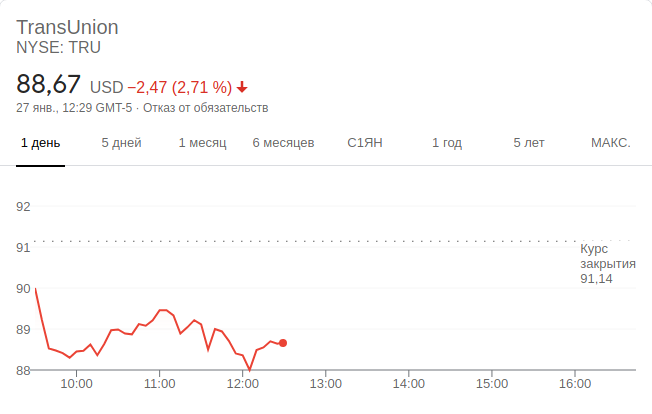 TransUnion
NYSE: TRU
88,67 USD −2,47 (2,71 %)
27 янв., 12:29 GMT-5 · Отказ от обязательств
1 день 5 дней 1 месяц 6 месяцев С1ЯН 1 год 5 лет МАКС.
92
91
Курс
закрытия
91,14
90
89
88
10:00 11:00 12:00 13:00 14:00 15:00 16:00